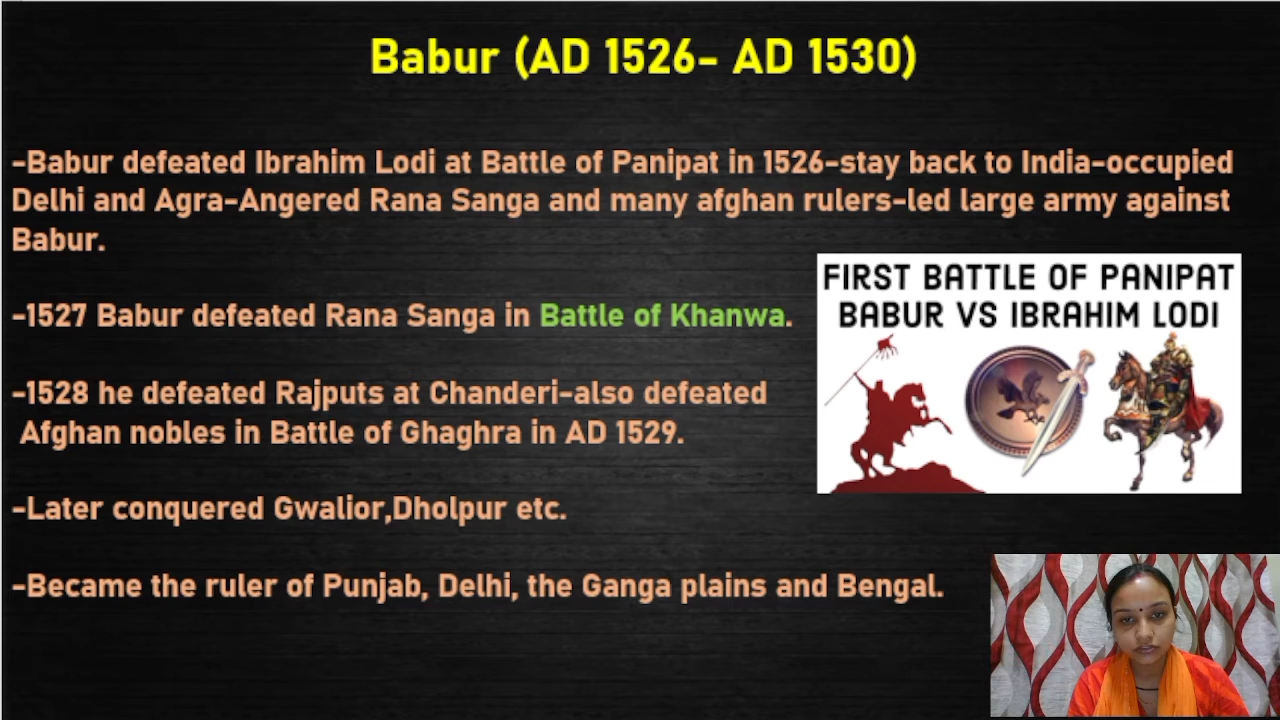 Babur (AD 1526- AD 1530)
-Babur defeated Ibrahim Lodi at Battle of Panipat in 1526-stay back to India-occupied
Delhi and Agra-Angered Rana Sanga and many afghan rulers-led large army against
Babur.
-1527 Babur defeated Rana Sanga in Battle of Khanwa.
-1528 he defeated Rajputs at Chanderi-also defeated
Afghan nobles in Battle of Ghaghra in AD 1529.
-Later conquered Gwalior,Dholpur etc.
-Became the ruler of Punjab, Delhi, the Ganga plains and Bengal.
FIRST BATTLE OF PANIPAT
BABUR VS IBRAHIM LODI